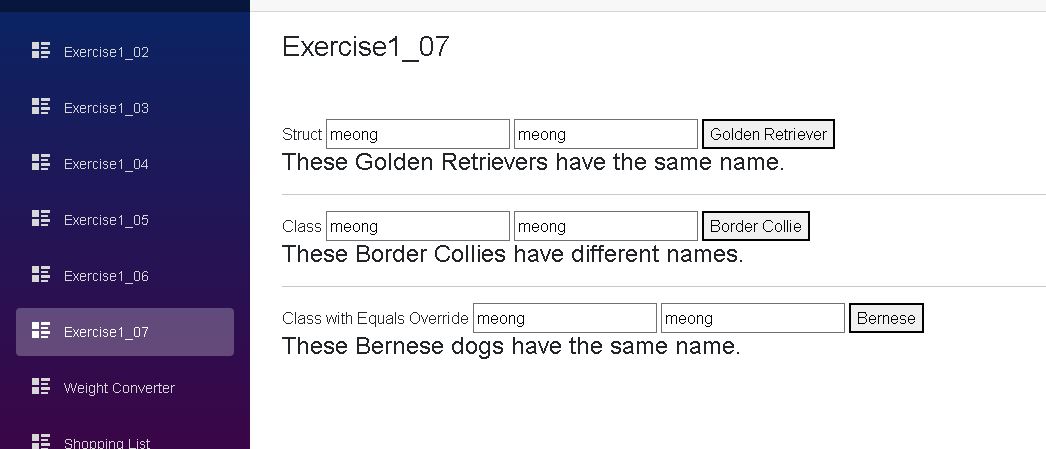 Exercise1_02
Exercise1_03
Exercise1_04
Exercise1_05
Exercise1_06
Exercise1_07
Weight Converter
Shopping List
Exercise1_07
Struct meong meong Golden Retriever
These Golden Retrievers have the same name.
Class meong meong Border Collie
These Border Collies have different names.
Class with Equals Override meong meong Bernese
These Bernese dogs have the same name.